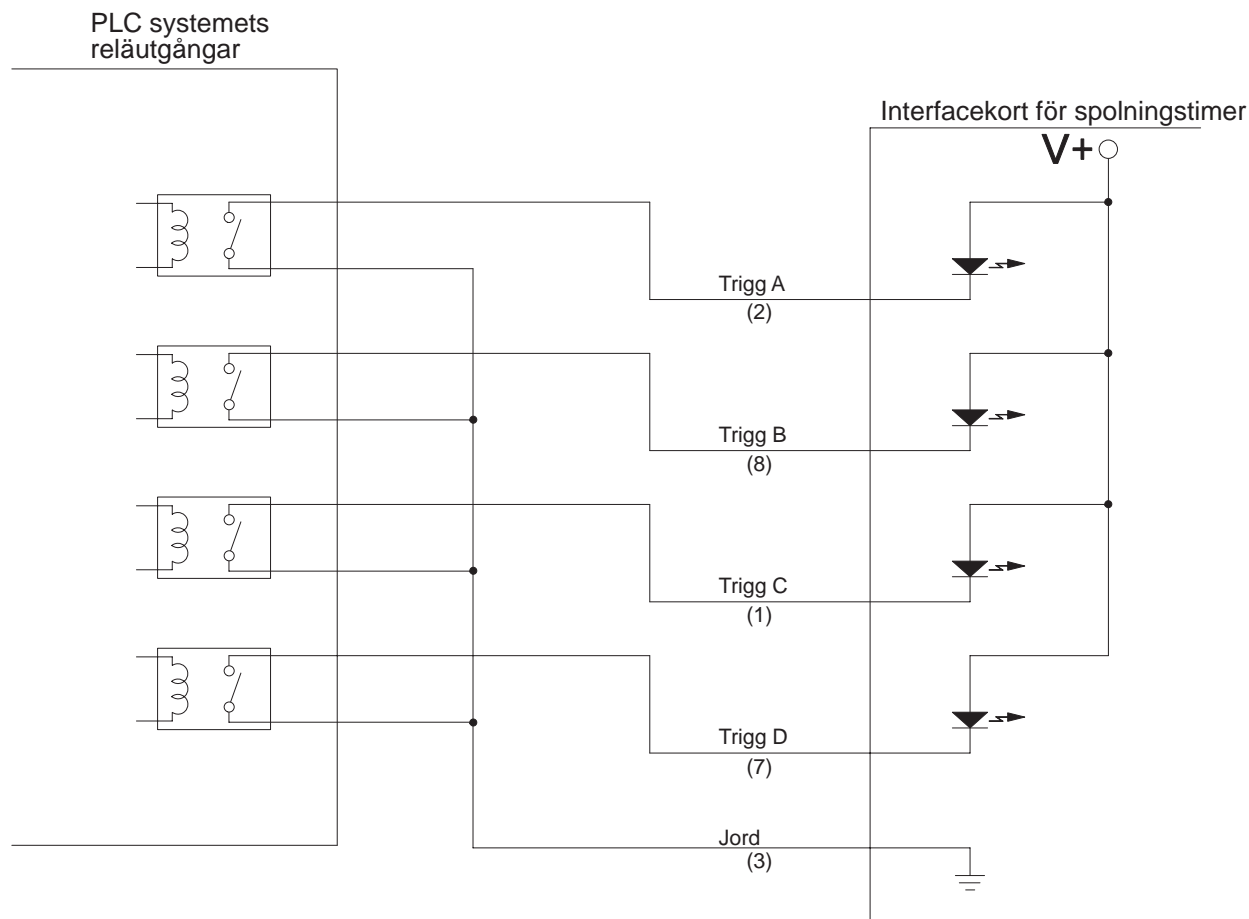 PLC systemets
reläutgångar
Interfacekort för spolningstimer
V+
Trigg A
(2)
Trigg B
(8)
Trigg C
(1)
Trigg D
(7)
Jord
(3)